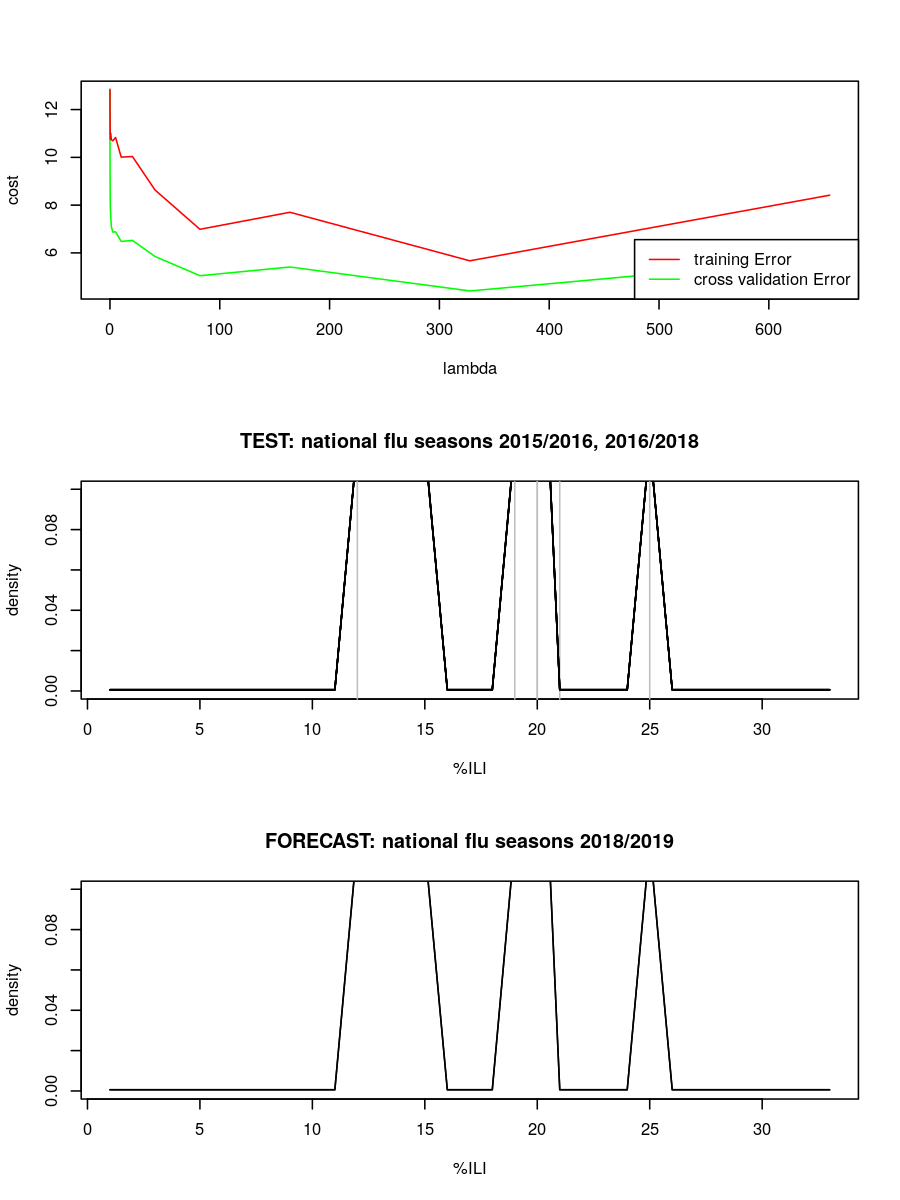 12
10
8
6
cost
training Error
cross validation Error
0 100 200 300 400 500 600
lambda
TEST: national flu seasons 2015/2016, 2016/2018
0.08
0.04
0.00
density
0 5 10 15 20 25 30
%ILI
FORECAST: national flu seasons 2018/2019
0.08
0.04
0.00
density
0 5 10 15 20 25 30
%ILI